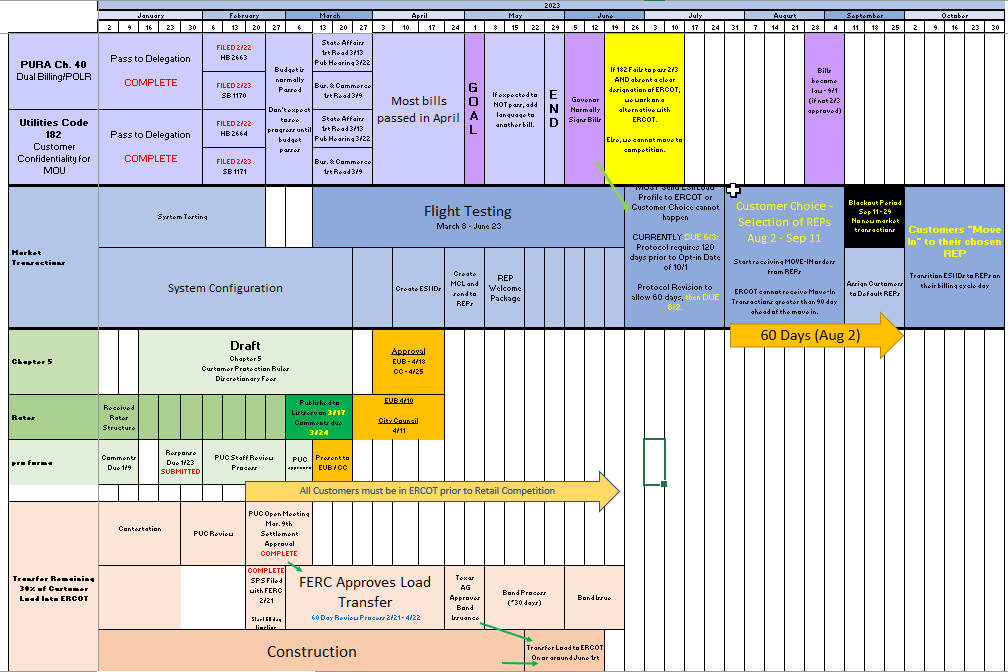 2023
January February March April May June July August September October
2 9 16 23 30 6 13 20 27 6 13 20 27 3 10 17 24 1 8 15 22 29 5 12 19 26 3 10 17 24 31 7 14 21 28 4 11 18 25 2 9 16 23 30
PURA Ch. 40
Dual Billing/POLR
Pass to Delegation
COMPLETE
FILED 2/22
HB 2663
FILED 2/23
SB 1170
State Affairs
1st Read 3/13
Pub Hearing 3/22
Bus. & Commerce
1st Read 3/9
Utilities Code
182
Customer
Confidentiality for
MOU
Pass to Delegation
COMPLETE
FILED 2/22
HB 2664
FILED 2/23
SB 1171
State Affairs
1st Read 3/13
Pub Hearing 3/22
Bus. & Commerce
1st Read 3/9
Budget is
normally
Passed
Don't expect
to see
progress until
budget
passes
Most bills
passed in April
G
O
A
L
If expected to
NOT pass, add
language to
another bill.
E
N
D
Governor
Normally
Signs Bills
If 182 Fails to pass 2/3
AND absent a clear
designation of ERCOT,
we work on a
alternative with
ERCOT.
Else, we cannot move to
competition.
Bills
became
law - 9/1
(if not 2/3
approved)
Market
Transactions
System Testing
Flight Testing
March 8 - June 23
System Configuration
Create ESIIDs
Create
MCL and
send to
REPs
REP
Welcome
Package
MUST Send ESI/Load
Profile to ERCOT or
Customer Choice cannot
happen
CURRENTLY DUE 6/3:
Protocol requires 120
days prior to Opt-in Date
of 10/1
Protocol Revision to
allow 60 days, then DUE
8/2.
Customer Choice -
Selection of REPs
Aug 2 - Sep 11
Start receiving MOVE-IN orders
from REPs
ERCOT cannot receive Move-In
Transactions greater than 90 day
ahead of the move in.
Blackout Period
Sep 11-29
No new market
transactions
Assign Customers
to Default REPs
Customers "Move
In" to their chosen
REP
Transition ESIIDs to REPs on
their billing cycle day
60 Days (Aug 2)
Chapter 5
Draft
Chapter 5
Customer Protection Rules
Discretionary Fees
Approval
EUB - 4/18
CC - 4/25
Rates
Received
Rates
Structure
Published to
Listserv on 3/17
Comments due
3/24
EUB 4/10
City Council
4/11
pro forma
Comments
Due 1/9
Response
Due 1/23
SUBMITTED
PUC Staff Review
Process
PUC
approves
Present to
EUB / CC
All Customers must be in ERCOT prior to Retail Competition
Transfer Remaining
30% of Customer
Load Into ERCOT
Contestation
PUC Review
PUC Open Meeting
Mar. 9th
Settlement
Approval
COMPLETE
COMPLETE
SPS Filed
with FERC
2/21
Start 60 day
timeline
FERC Approves Load
Transfer
60 Day Review Process 2/21 - 4/22
Texas
AG
Approves
Bond
Issuance
Bond Process
(~30 days)
Bond Issue
Construction
Transfer Load to ERCOT
On or around June 1st